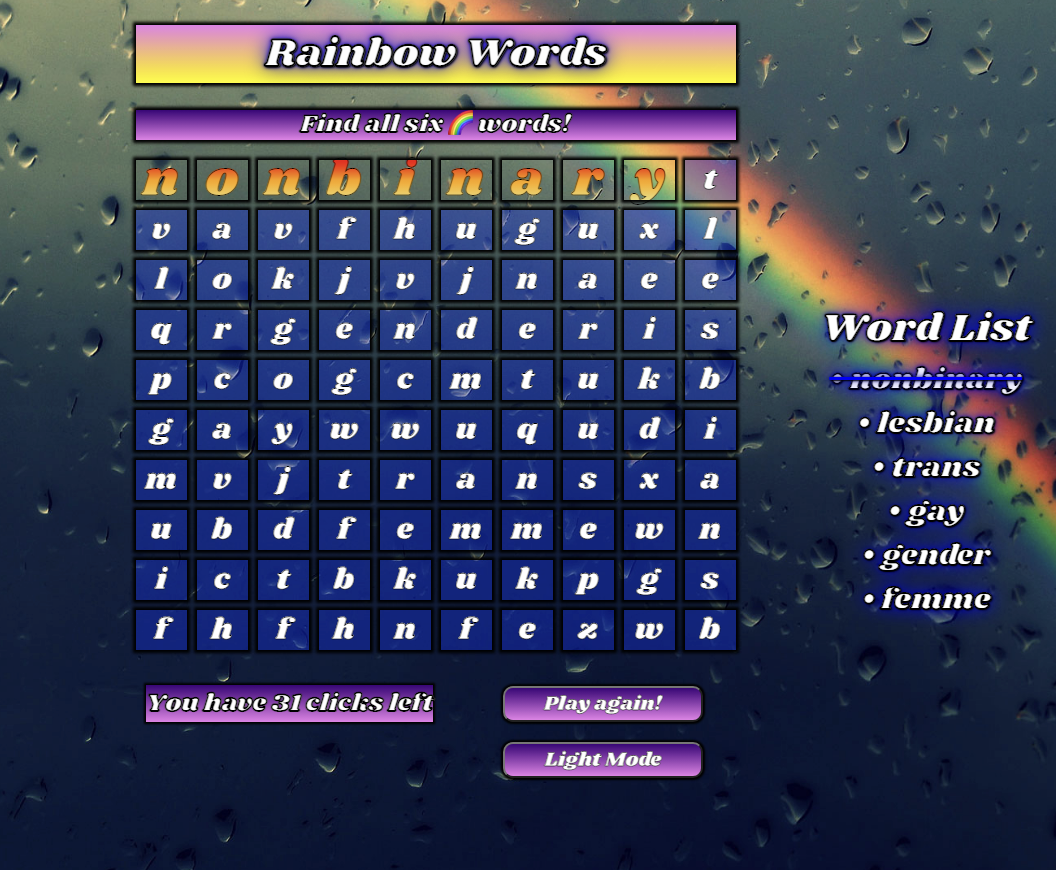 Rainbow Words
Find all six 🌈 words!
n o n b i n a r y t
v a v f h u g u x l
l o k j v j n a e e
q r g e n d e r i s
p c o g c m t u k b
g a y w w u q u d i
m v j t r a n s x a
u b d f e m m e w n
i c t b k u k p g s
f h f h n f e z w b
Word List
• nonbinary
• lesbian
• trans
• gay
• gender
• femme
You have 31 clicks left
Play again!
Light Mode